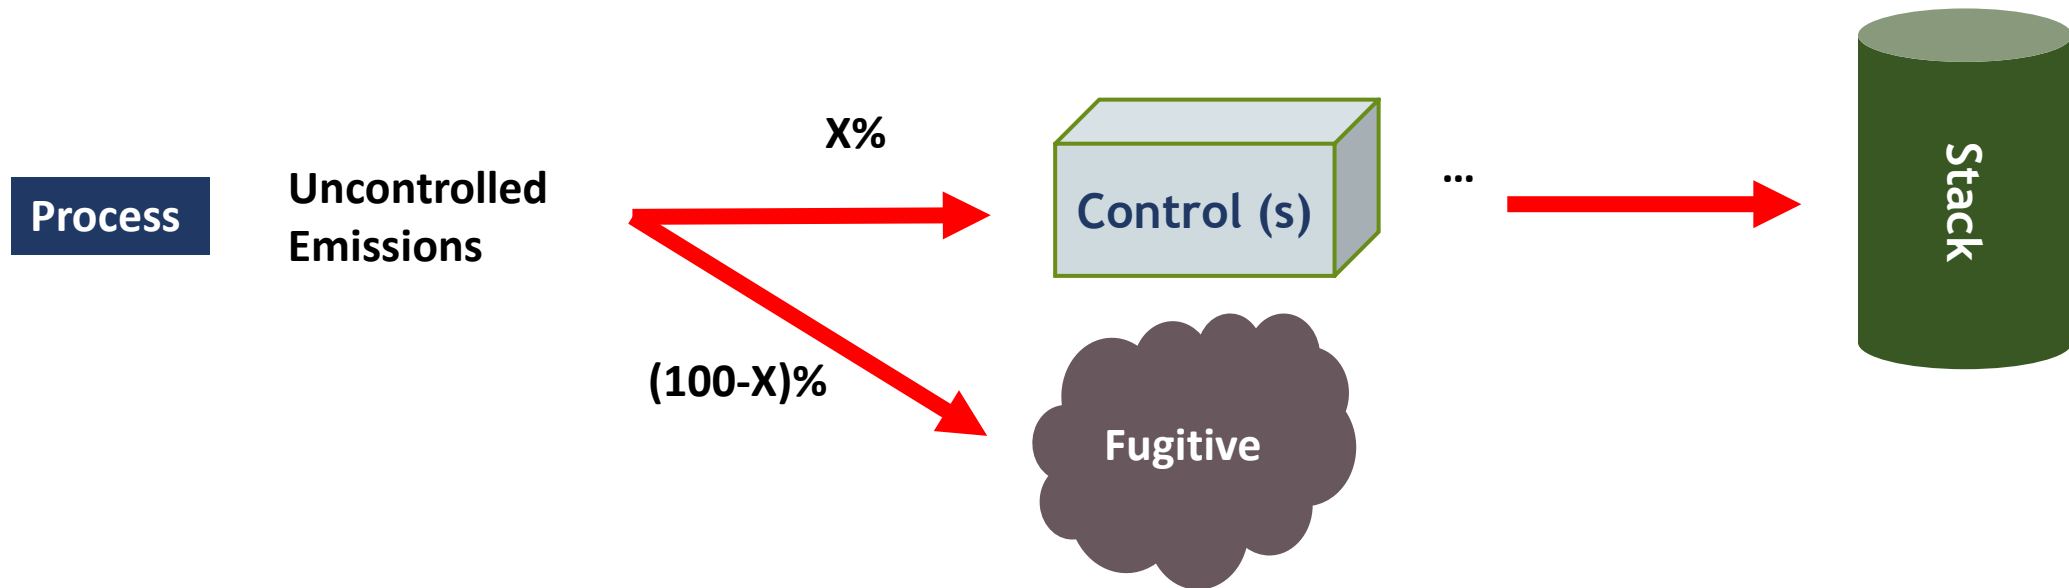 Process
Uncontrolled
Emissions
X%
(100-X)%
Control (s)
Fugitive
...
Stack